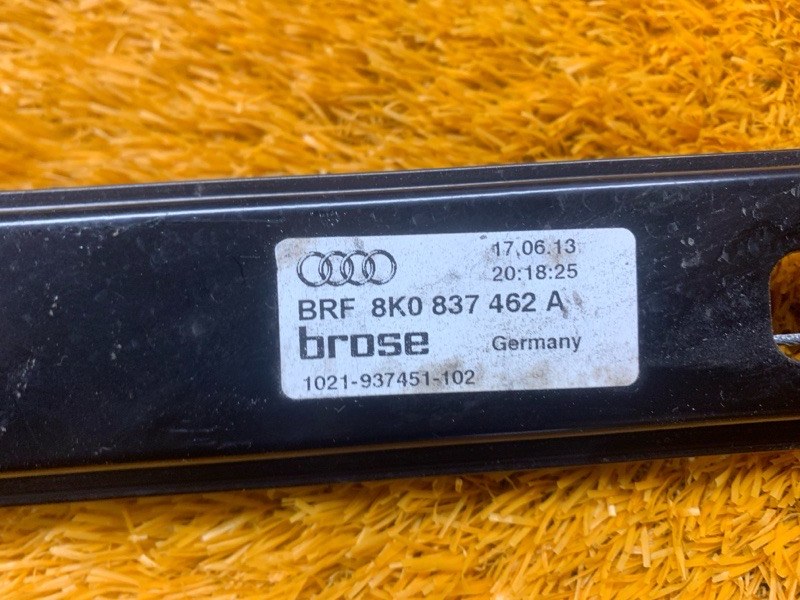 17.06.13
20:18:25
BRF 8K0 837 462 A
brose Germany
1021-937451-102